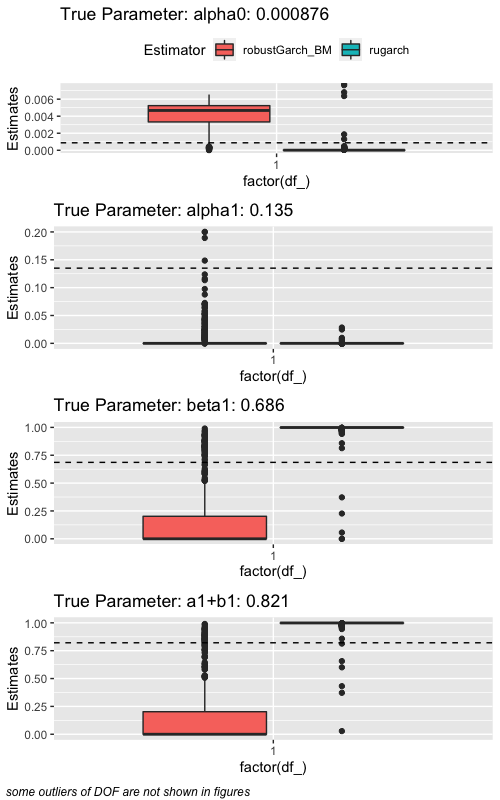 True Parameter: alpha0: 0.000876
Estimator robustGarch_BM rugarch
Estimates
0.006
0.004
0.002
0.000
1
factor(df_)
True Parameter: alpha1: 0.135
Estimates
0.20
0.15
0.10
0.05
0.00
1
factor(df_)
True Parameter: beta1: 0.686
Estimates
1.00
0.75
0.50
0.25
0.00
1
factor(df_)
True Parameter: a1+b1: 0.821
Estimates
1.00
0.75
0.50
0.25
0.00
1
factor(df_)
some outliers of DOF are not shown in figures